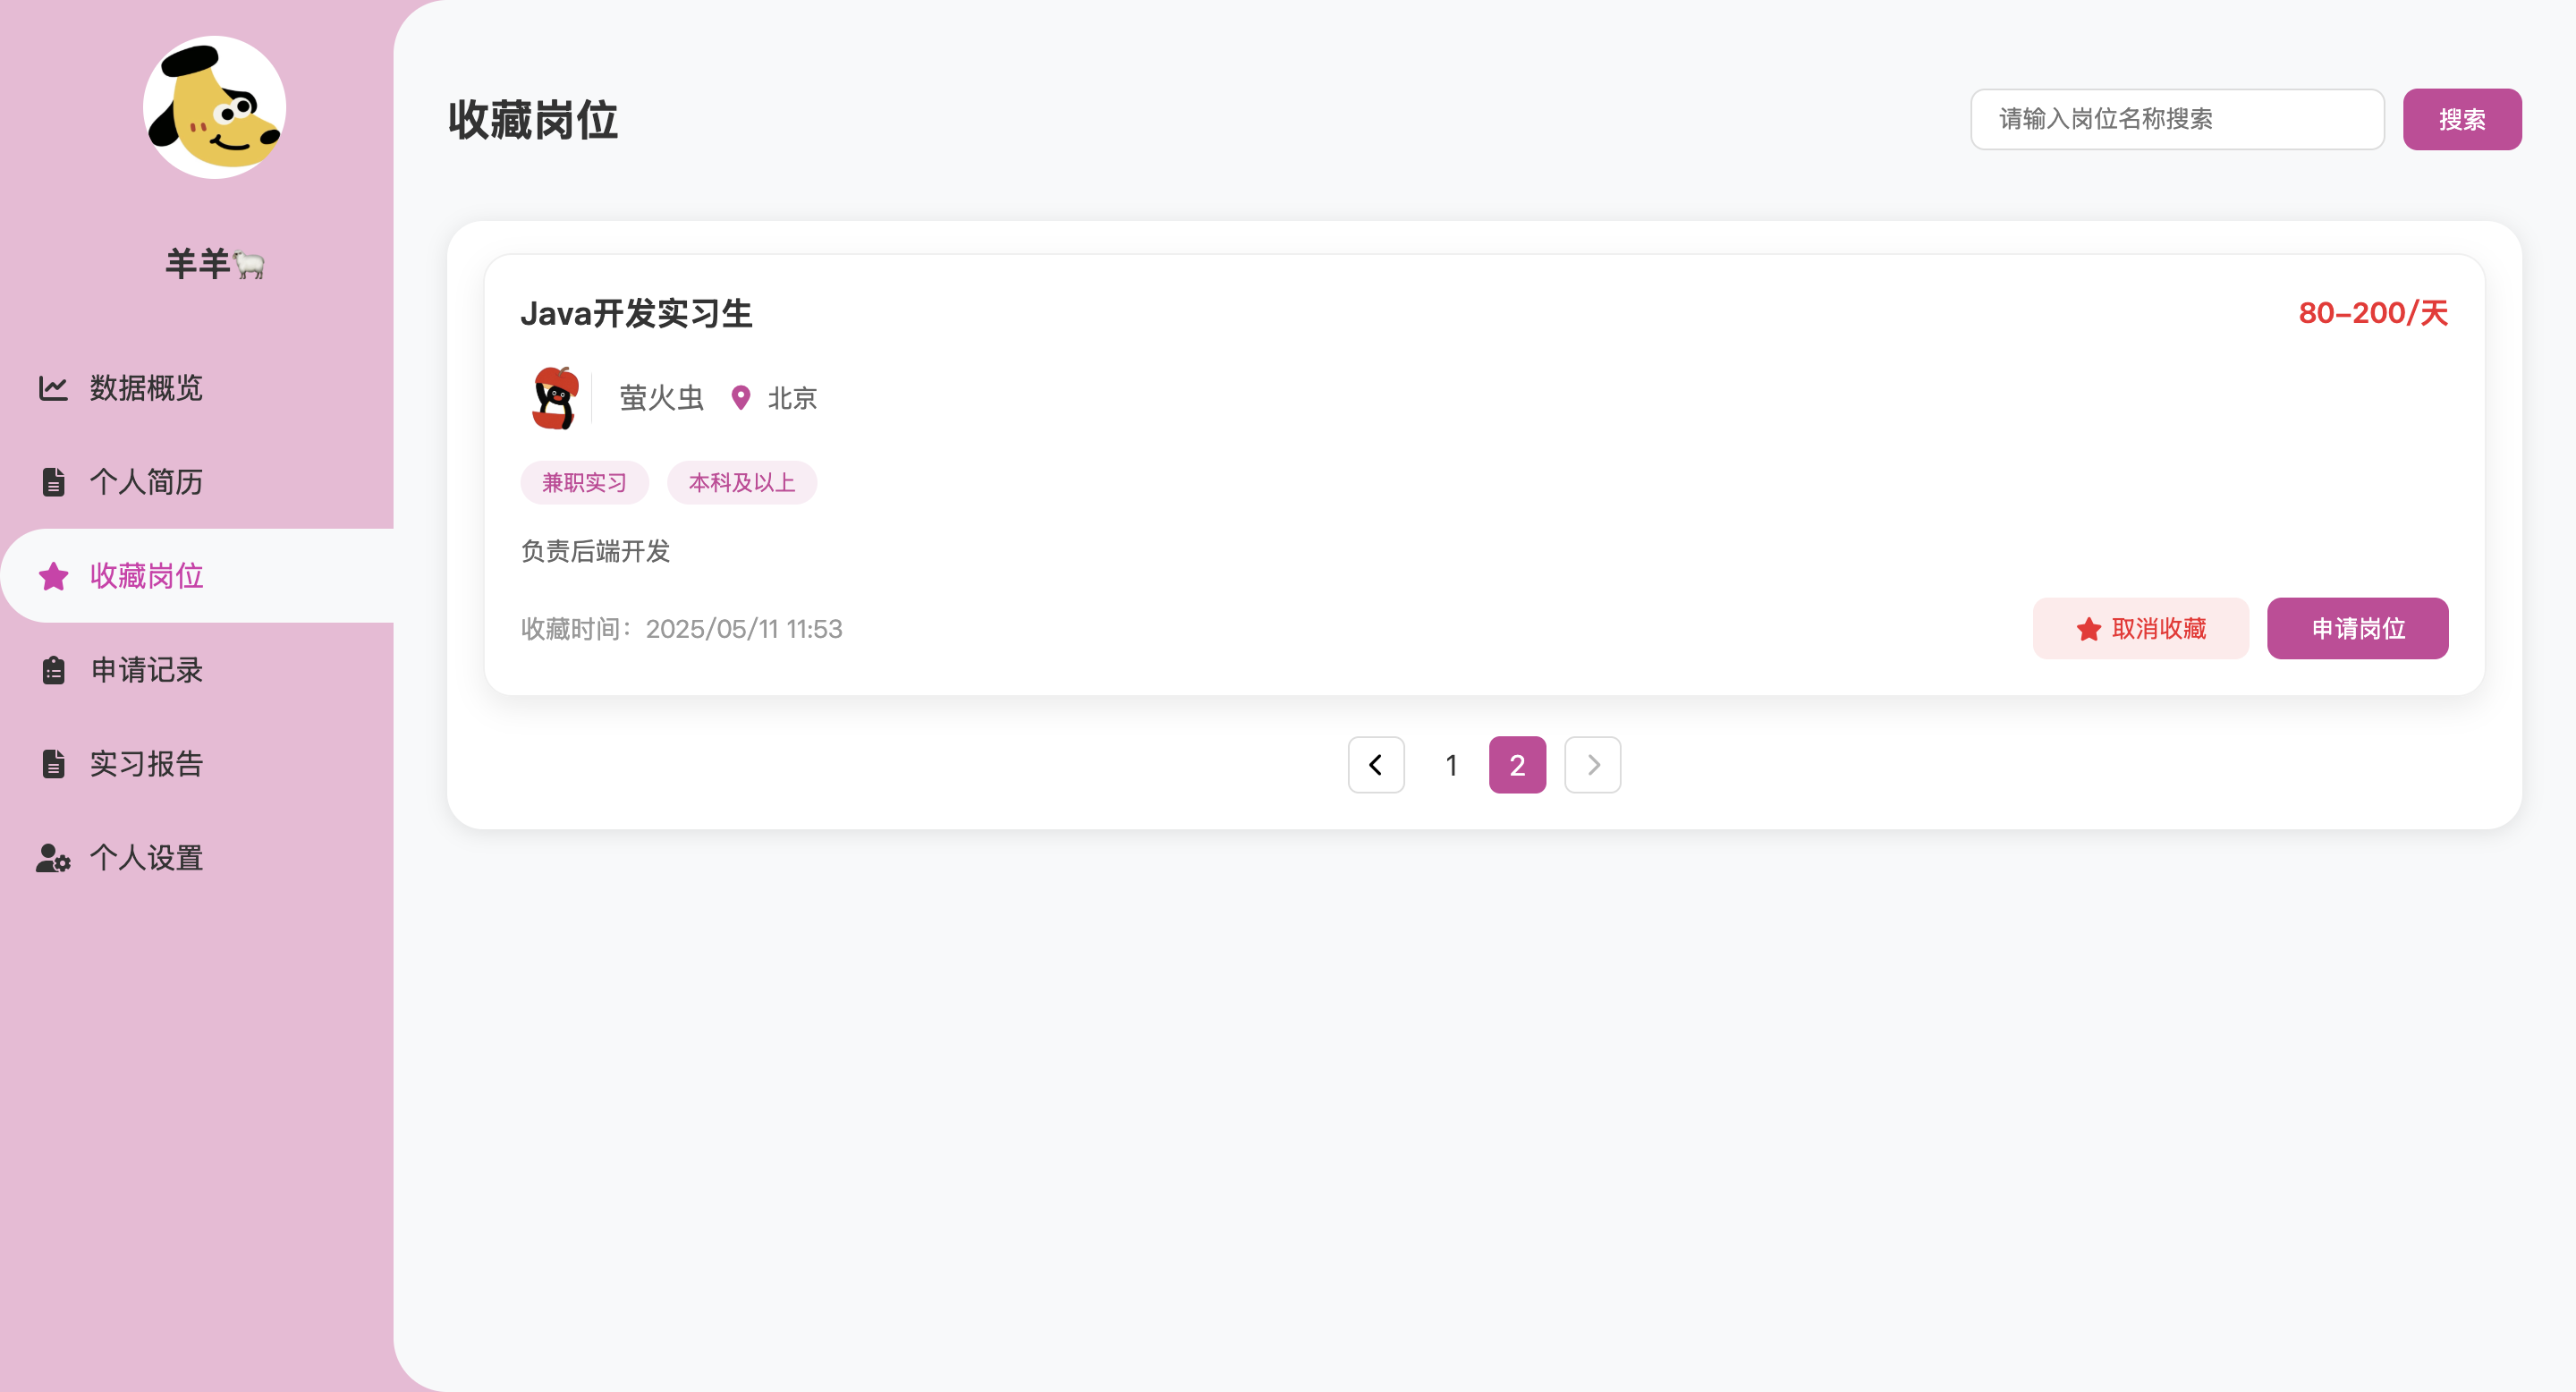 羊羊🐑
数据概览
个人简历
收藏岗位
申请记录
实习报告
个人设置
收藏岗位
请输入岗位名称搜索
搜索
Java开发实习生
80–200/天
萤火虫 北京
兼职实习 本科及以上
负责后端开发
收藏时间：2025/05/11 11:53
取消收藏
申请岗位
1 2